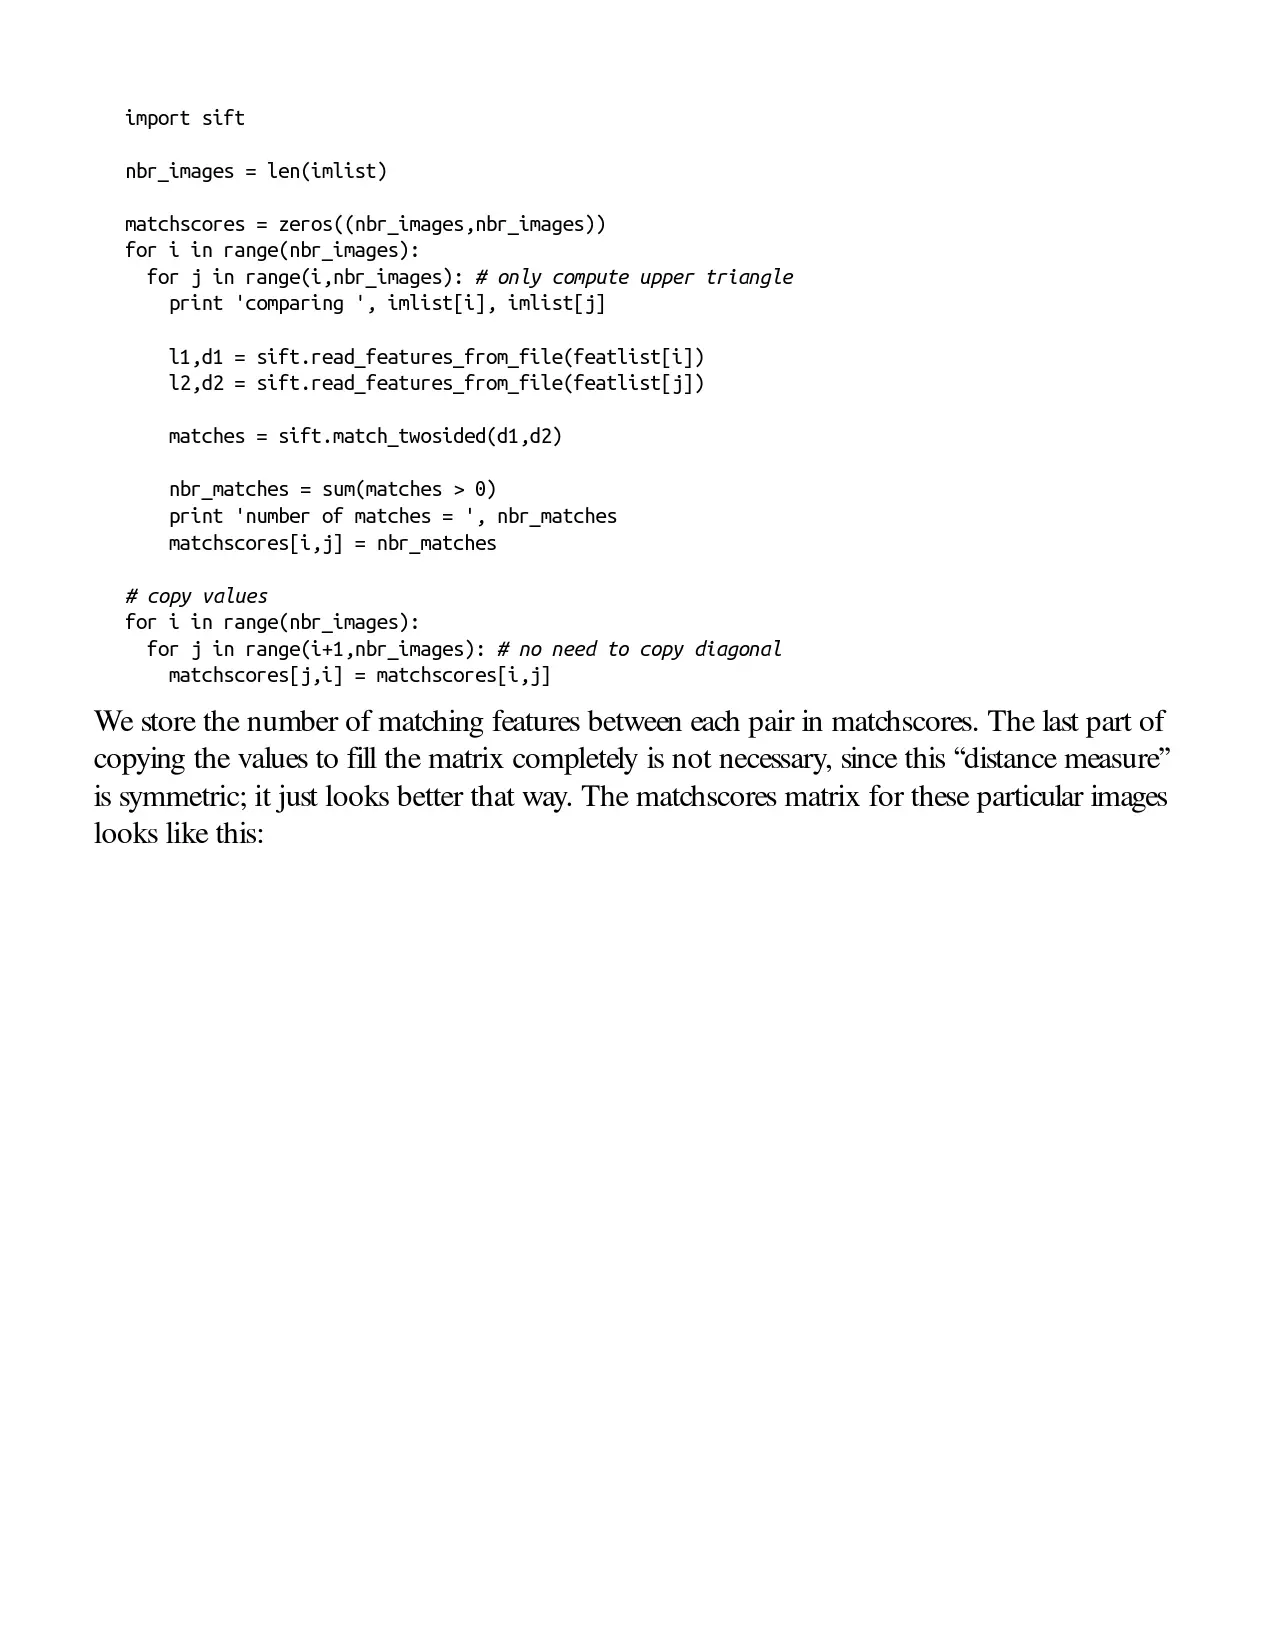 import sift
nbr_images = len(imlist)
matchscores = zeros((nbr_images,nbr_images))
for i in range(nbr_images):
  for j in range(i,nbr_images): # only compute upper triangle
    print 'comparing ', imlist[i], imlist[j]
    l1,d1 = sift.read_features_from_file(featlist[i])
    l2,d2 = sift.read_features_from_file(featlist[j])
    matches = sift.match_twosided(d1,d2)
    nbr_matches = sum(matches > 0)
    print 'number of matches = ', nbr_matches
    matchscores[i,j] = nbr_matches
# copy values
for i in range(nbr_images):
  for j in range(i+1,nbr_images): # no need to copy diagonal
    matchscores[j,i] = matchscores[i,j]
We store the number of matching features between each pair in matchscores. The last part of
copying the values to fill the matrix completely is not necessary, since this “distance measure”
is symmetric; it just looks better that way. The matchscores matrix for these particular images
looks like this: